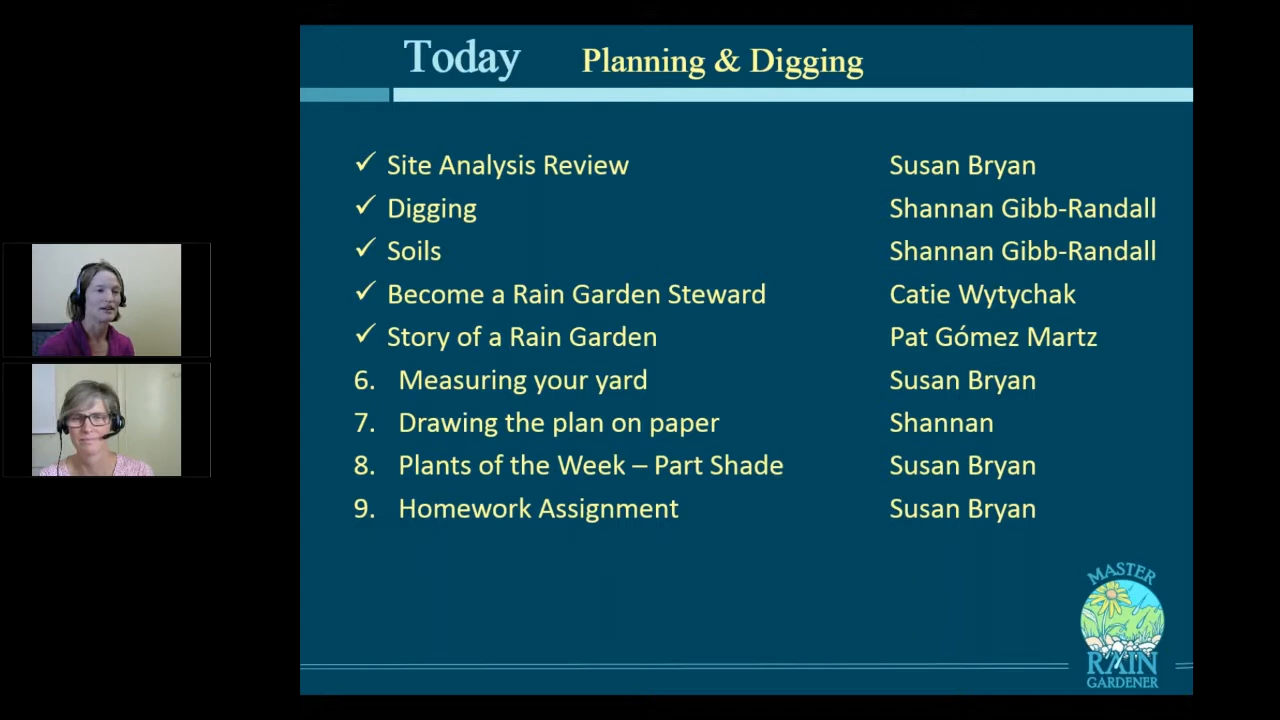 Today Planning & Digging
✓ Site Analysis Review Susan Bryan
✓ Digging Shannan Gibb-Randall
✓ Soils Shannan Gibb-Randall
✓ Become a Rain Garden Steward Catie Wytychak
✓ Story of a Rain Garden Pat Gómez Martz
6. Measuring your yard Susan Bryan
7. Drawing the plan on paper Shannan
8. Plants of the Week – Part Shade Susan Bryan
9. Homework Assignment Susan Bryan
MASTER
RAIN
GARDENER